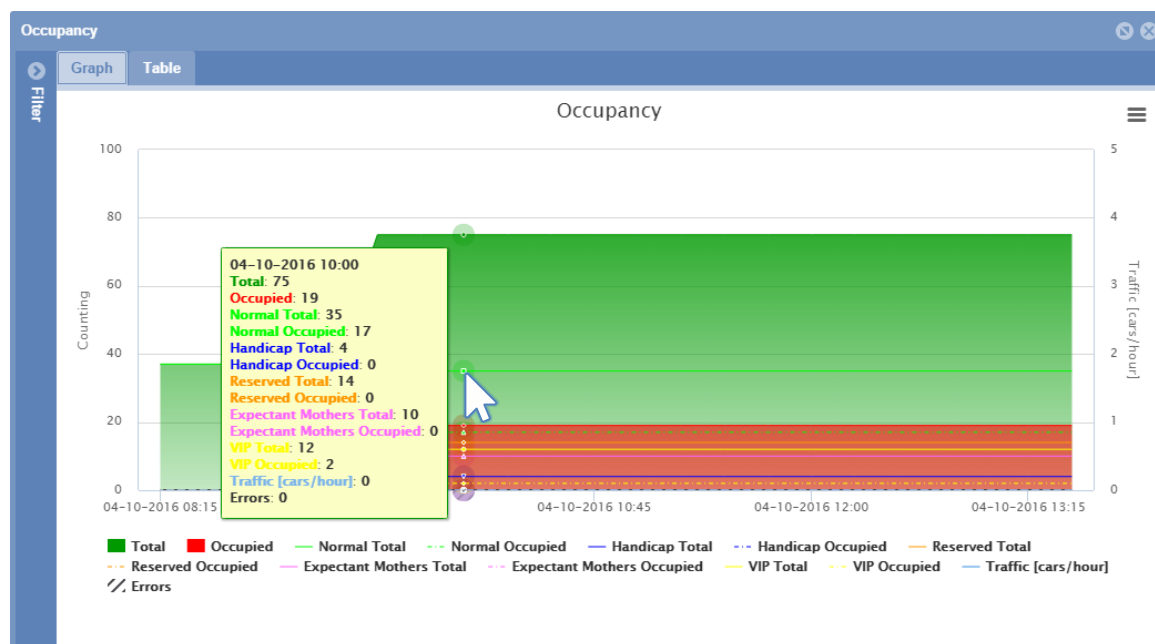 Occupancy
Filter
Graph Table
Occupancy
100
80
60
40
20
0
Counting
5
4
3
2
1
0
Traffic [cars/hour]
04-10-2016 10:00
Total: 75
Occupied: 19
Normal Total: 35
Normal Occupied: 17
Handicap Total: 4
Handicap Occupied: 0
Reserved Total: 14
Reserved Occupied: 0
Expectant Mothers Total: 10
Expectant Mothers Occupied: 0
VIP Total: 12
VIP Occupied: 2
Traffic [cars/hour]: 0
Errors: 0
04-10-2016 08:15 04-10-2016 10:45 04-10-2016 12:00 04-10-2016 13:15
Total Occupied Normal Total Normal Occupied Handicap Total Handicap Occupied Reserved Total
Reserved Occupied Expectant Mothers Total Expectant Mothers Occupied VIP Total VIP Occupied Traffic [cars/hour]
Errors